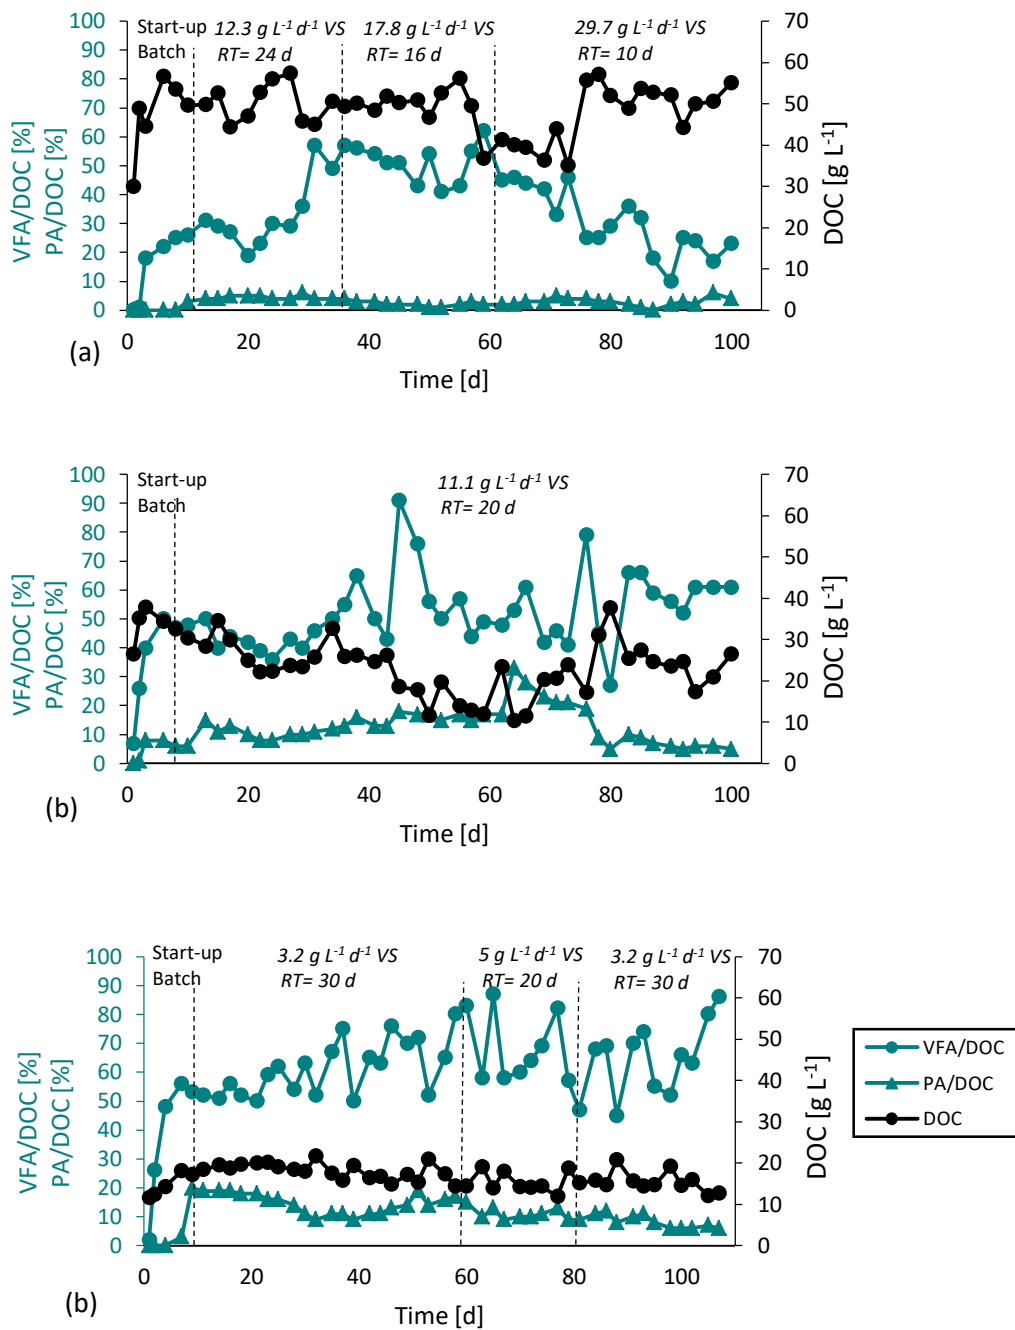 Start-up
Batch
12.3 g L⁻¹ d⁻¹ VS
RT= 24 d
17.8 g L⁻¹ d⁻¹ VS
RT= 16 d
29.7 g L⁻¹ d⁻¹ VS
RT= 10 d
VFA/DOC [%]
PA/DOC [%]
100
90
80
70
60
50
40
30
20
10
0
70
60
50
40
30
20
10
0
DOC [g L⁻¹]
0 20 40 60 80 100
Time [d]
(a)
Start-up
Batch
11.1 g L⁻¹ d⁻¹ VS
RT= 20 d
VFA/DOC [%]
PA/DOC [%]
100
90
80
70
60
50
40
30
20
10
0
70
60
50
40
30
20
10
0
DOC [g L⁻¹]
0 20 40 60 80 100
Time [d]
(b)
Start-up
Batch
3.2 g L⁻¹ d⁻¹ VS
RT= 30 d
5 g L⁻¹ d⁻¹ VS
RT= 20 d
3.2 g L⁻¹ d⁻¹ VS
RT= 30 d
VFA/DOC [%]
PA/DOC [%]
100
90
80
70
60
50
40
30
20
10
0
70
60
50
40
30
20
10
0
DOC [g L⁻¹]
0 20 40 60 80 100
Time [d]
(b)
VFA/DOC
PA/DOC
DOC